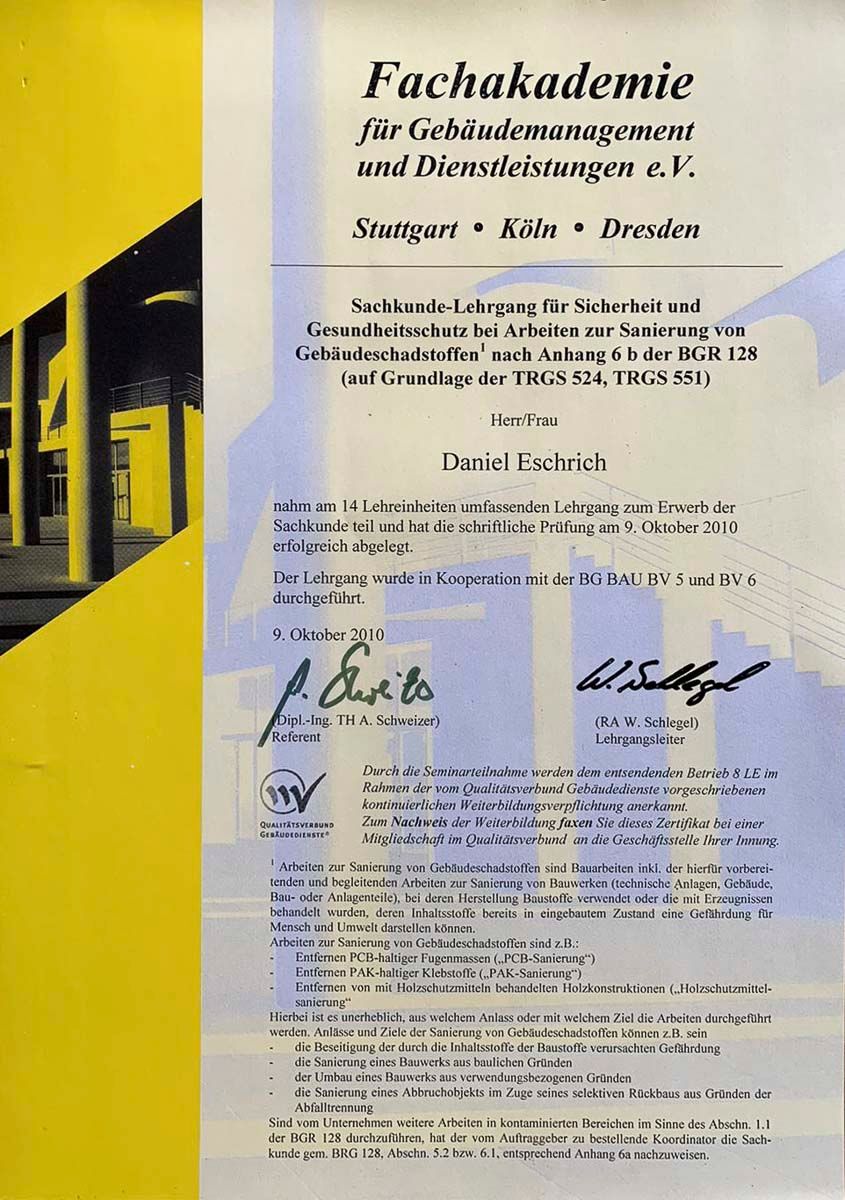 Fachakademie
für Gebäudemanagement
und Dienstleistungen e.V.
Stuttgart • Köln • Dresden
Sachkunde-Lehrgang für Sicherheit und
Gesundheitsschutz bei Arbeiten zur Sanierung von
Gebäudeschadstoffen¹ nach Anhang 6 b der BGR 128
(auf Grundlage der TRGS 524, TRGS 551)
Herr/Frau
Daniel Eschrich
nahm am 14 Lehreinheiten umfassenden Lehrgang zum Erwerb der
Sachkunde teil und hat die schriftliche Prüfung am 9. Oktober 2010
erfolgreich abgelegt.
Der Lehrgang wurde in Kooperation mit der BG BAU BV 5 und BV 6
durchgeführt.
9. Oktober 2010
A. Schweizer
W. Schlegel
(Dipl.-Ing. TH A. Schweizer)
(RA W. Schlegel)
Referent
Lehrgangsleiter
Durch die Seminarteilnahme werden dem entsendenden Betrieb 8 LE im
Rahmen der vom Qualitätsverbund Gebäudedienste vorgeschriebenen
kontinuierlichen Weiterbildungsverpflichtung anerkannt.
Zum Nachweis der Weiterbildung faxen Sie dieses Zertifikat bei einer
Mitgliedschaft im Qualitätsverbund an die Geschäftsstelle Ihrer Innung.
QUALITÄTSVERBUND
GEBÄUDEDIENSTE®
¹ Arbeiten zur Sanierung von Gebäudeschadstoffen sind Bauarbeiten inkl. der hierfür vorberei-
tenden und begleitenden Arbeiten zur Sanierung von Bauwerken (technische Anlagen, Gebäude,
Bau- oder Anlagenteile), bei deren Herstellung Baustoffe verwendet oder die mit Erzeugnissen
behandelt wurden, deren Inhaltsstoffe bereits in eingebautem Zustand eine Gefährdung für
Mensch und Umwelt darstellen können.
Arbeiten zur Sanierung von Gebäudeschadstoffen sind z.B.:
- Entfernen PCB-haltiger Fugenmassen („PCB-Sanierung“)
- Entfernen PAK-haltiger Klebstoffe („PAK-Sanierung“)
- Entfernen von mit Holzschutzmitteln behandelten Holzkonstruktionen („Holzschutzmittel-
sanierung“
Hierbei ist es unerheblich, aus welchem Anlass oder mit welchem Ziel die Arbeiten durchgeführt
werden. Anlässe und Ziele der Sanierung von Gebäudeschadstoffen können z.B. sein
- die Beseitigung der durch die Inhaltsstoffe der Baustoffe verursachten Gefährdung
- die Sanierung eines Bauwerks aus baulichen Gründen
- der Umbau eines Bauwerks aus verwendungsbezogenen Gründen
- die Sanierung eines Abbruchobjekts im Zuge seines selektiven Rückbaus aus Gründen der
Abfalltrennung
Sind vom Unternehmen weitere Arbeiten in kontaminierten Bereichen im Sinne des Abschn. 1.1
der BGR 128 durchzuführen, hat der vom Auftraggeber zu bestellende Koordinator die Sach-
kunde gem. BRG 128, Abschn. 5.2 bzw. 6.1, entsprechend Anhang 6a nachzuweisen.